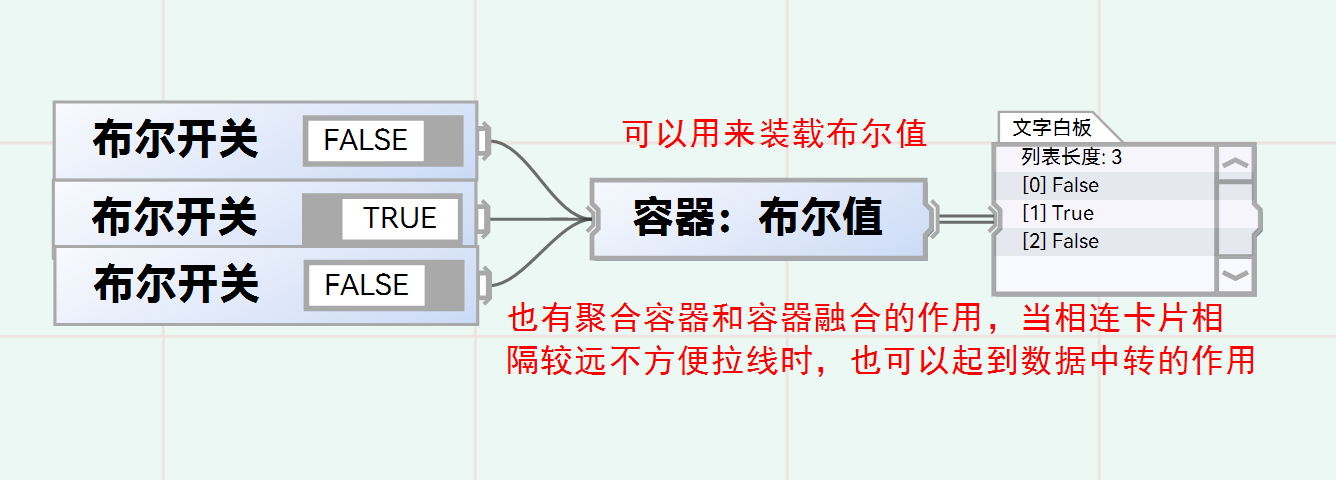 布尔开关 FALSE
布尔开关 TRUE
布尔开关 FALSE
可以用来装载布尔值
容器：布尔值
文字白板
列表长度: 3
[0] False
[1] True
[2] False
也有聚合容器和容器融合的作用，当相连卡片相
隔较远不方便拉线时，也可以起到数据中转的作用